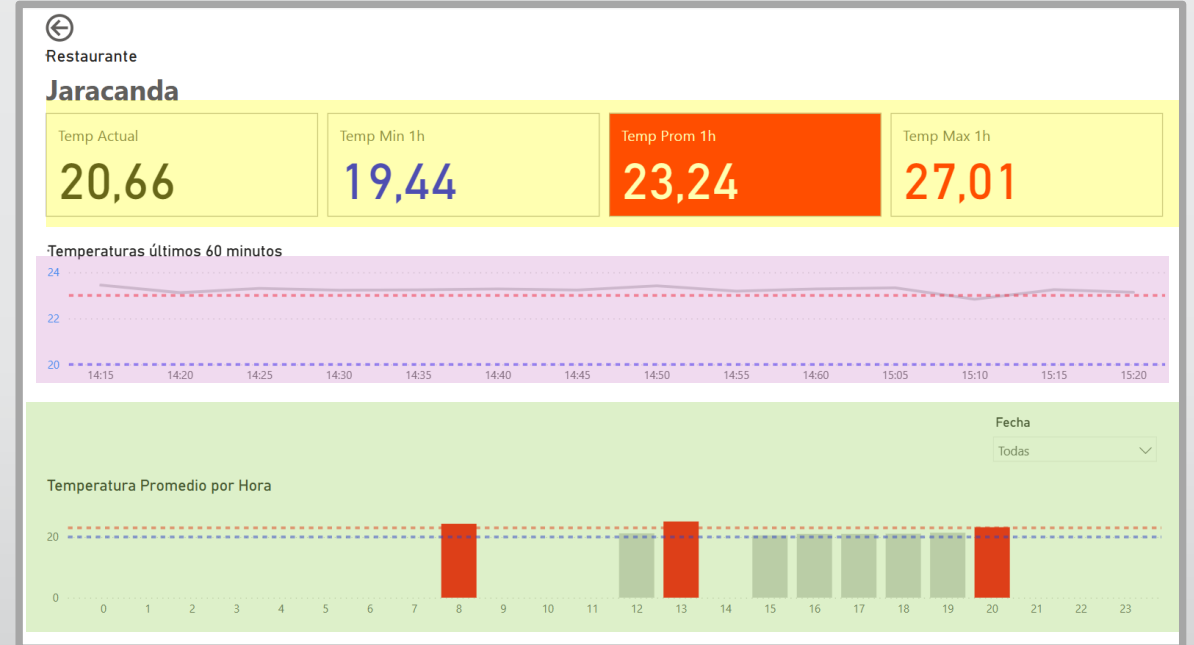 Restaurante
Jaracanda
Temp Actual Temp Min 1h Temp Prom 1h Temp Max 1h
20,66 19,44 23,24 27,01
Temperaturas últimos 60 minutos
24
22
20
14:15 14:20 14:25 14:30 14:35 14:40 14:45 14:50 14:55 14:60 15:05 15:10 15:15 15:20
Fecha
Todas
Temperatura Promedio por Hora
20
0
0 1 2 3 4 5 6 7 8 9 10 11 12 13 14 15 16 17 18 19 20 21 22 23